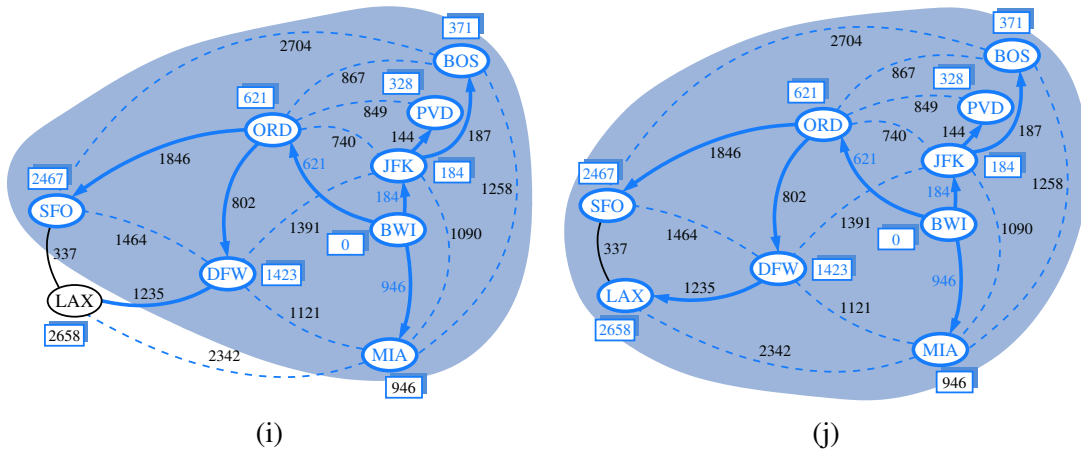 371
2704
BOS
867
328
621
849
PVD
ORD
144
187
740
JFK
1846
621
184
2467
184
1258
SFO
802
1391
BWI
1464
0
1090
337
DFW
1423
946
LAX
1235
1121
2658
2342
MIA
946
(i)
371
2704
BOS
867
328
621
849
PVD
ORD
144
187
740
JFK
1846
621
184
2467
184
1258
SFO
802
1391
BWI
1464
0
1090
337
DFW
1423
946
LAX
1235
1121
2658
2342
MIA
946
(j)